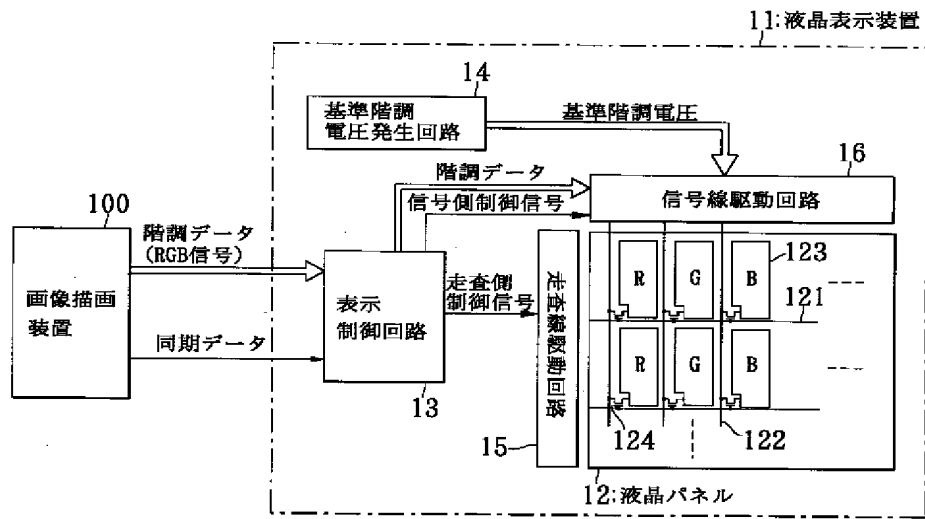 11:液晶表示装置
14
基準階調
電圧発生回路
基準階調電圧
16
階調データ
信号側制御信号
信号線駆動回路
100
階調データ
(RGB信号)
画像描画
装置
同期データ
表示
制御回路
13
走査側
制御信号
走査線駆動回路
15
R
G
B
123
121
R
G
B
124
122
12:液晶パネル